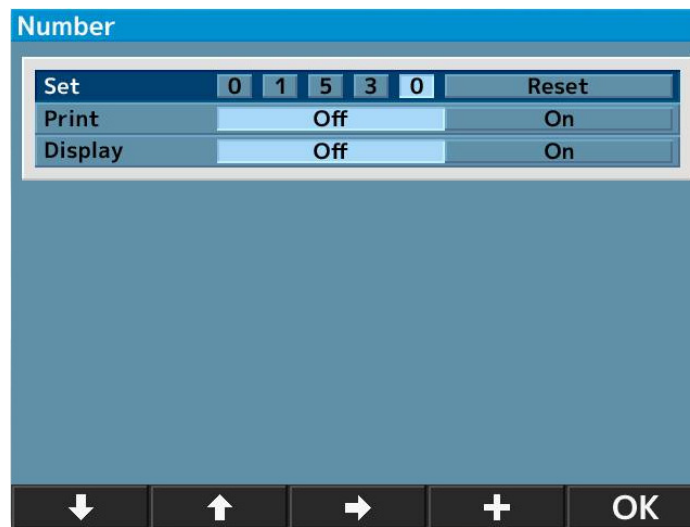 Number
Set 0 1 5 3 0 Reset
Print Off On
Display Off On
OK